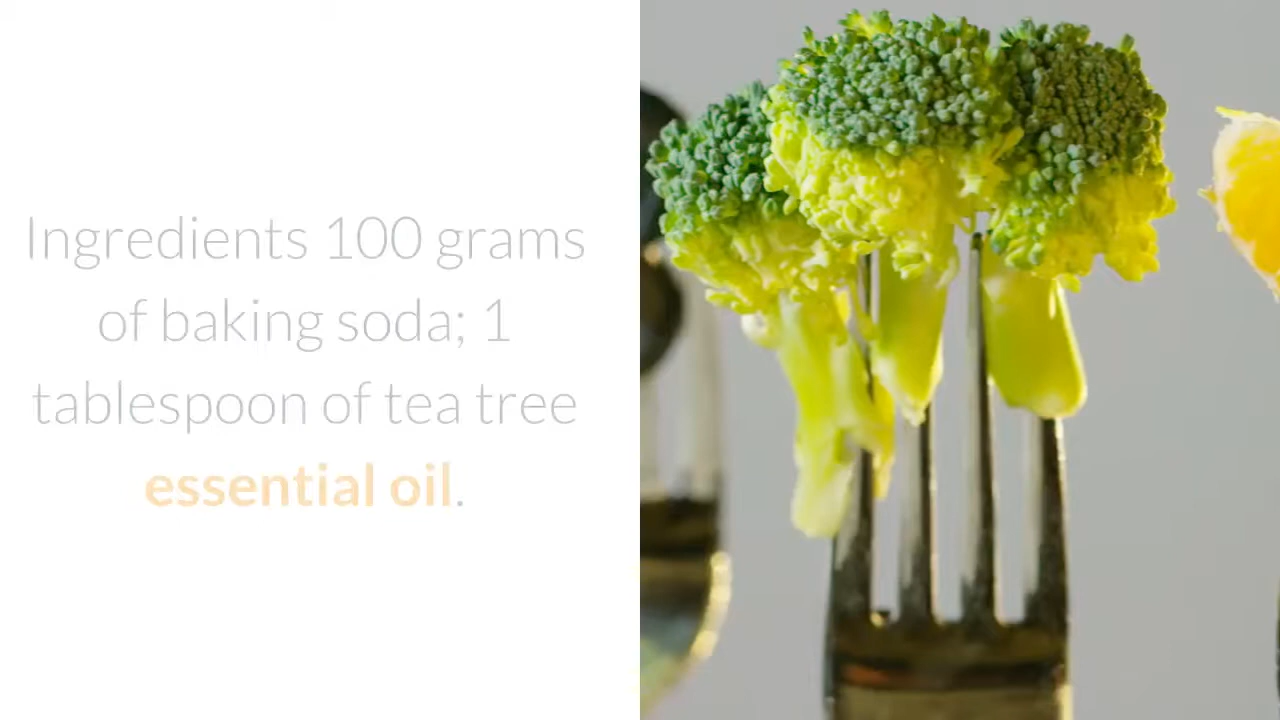 Ingredients 100 grams
of baking soda; 1
tablespoon of tea tree
essential oil.